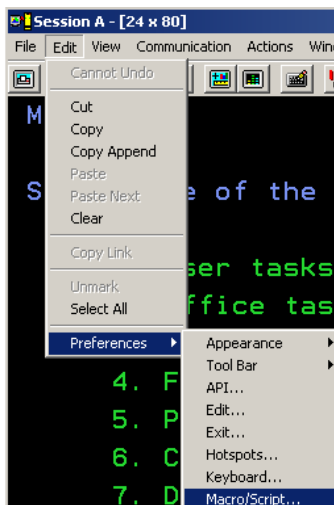 Session A - [24 x 80]
File Edit View Communication Actions Win
Cannot Undo
Cut
Copy
Copy Append
Paste
Paste Next
Clear
Copy Link
Unmark
Select All
Preferences
Appearance
Tool Bar
API...
Edit...
Exit...
Hotspots...
Keyboard...
Macro/Script...
M
S e of the
ser tasks
ffice tas
4. F
5. P
6. C
7. D